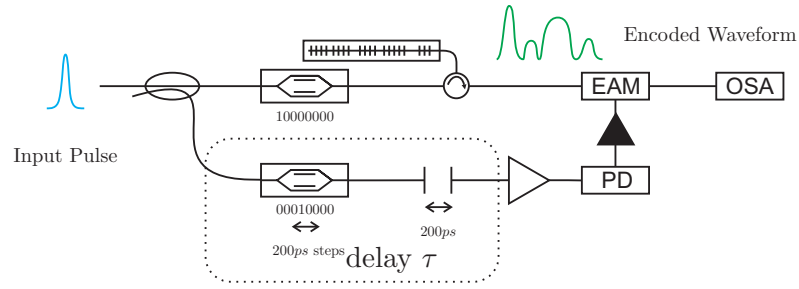 Encoded Waveform
EAM
OSA
10000000
Input Pulse
PD
00010000
200ps steps
200ps
delay τ